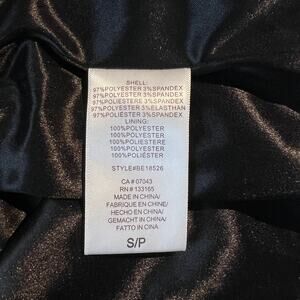 SHELL:
97%POLYESTER 3%SPANDEX
97%POLYESTER 3%SPANDEX
97%POLIESTERE 3%SPANDEX
97%POLYESTER 3%ELASTHAN
97%POLIÉSTER 3%SPANDEX
LINING:
100%POLYESTER
100%POLYESTER
100%POLIESTERE
100%POLYESTER
100%POLIÉSTER
STYLE#BE18526
CA# 07043
RN# 133165
MADE IN CHINA/
FABRIQUE EN CHINE/
HECHO EN CHINA/
GEMACHT IN CHINA/
FATTO IN CINA
S/P